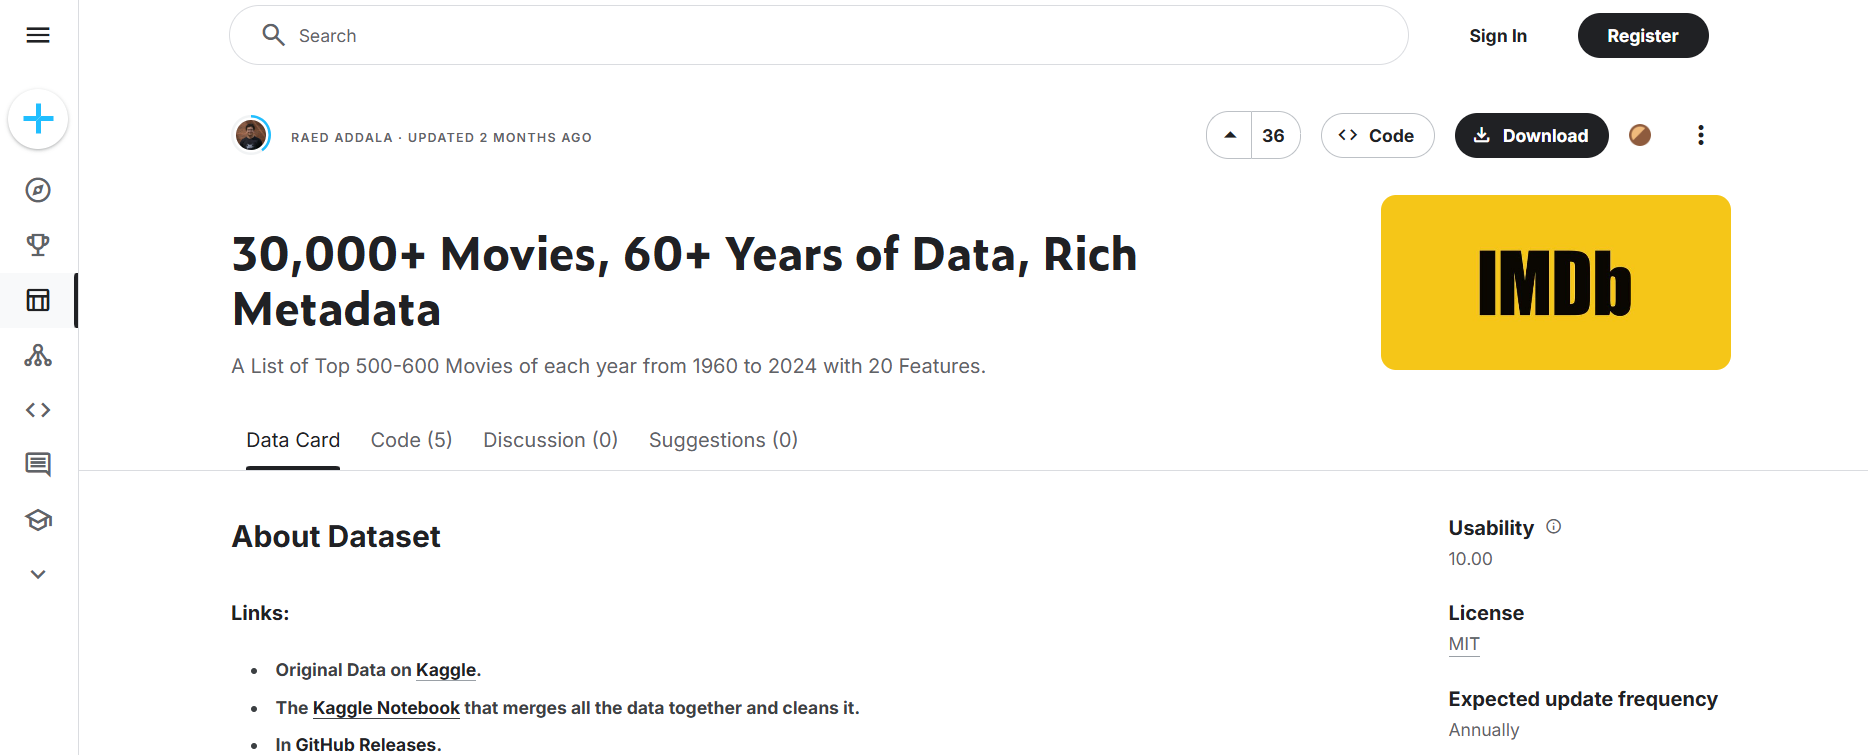 Search
Sign In
Register
RAED ADDALA · UPDATED 2 MONTHS AGO
36
Code
Download
30,000+ Movies, 60+ Years of Data, Rich
Metadata
A List of Top 500-600 Movies of each year from 1960 to 2024 with 20 Features.
IMDb
Data Card
Code (5)
Discussion (0)
Suggestions (0)
About Dataset
Links:
• Original Data on Kaggle.
• The Kaggle Notebook that merges all the data together and cleans it.
• In GitHub Releases.
Usability
10.00
License
MIT
Expected update frequency
Annually